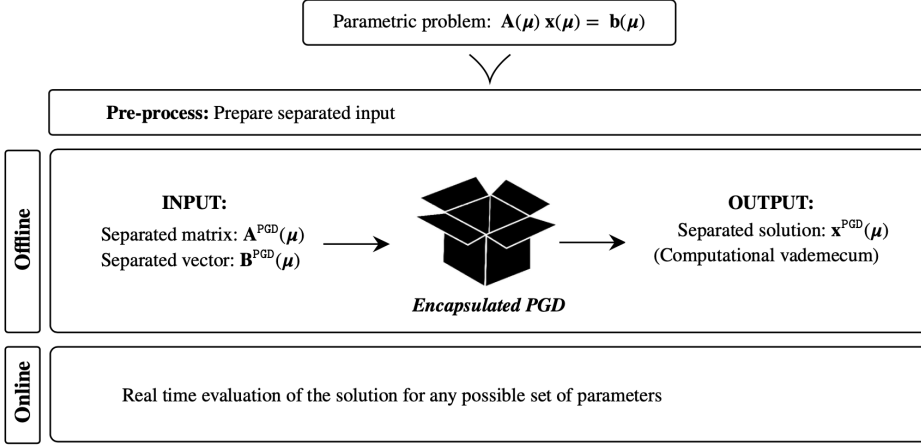 Parametric problem: A(μ) x(μ) = b(μ)
Pre-process: Prepare separated input
Offline
INPUT:
Separated matrix: A^PGD(μ)
Separated vector: B^PGD(μ)
Encapsulated PGD
OUTPUT:
Separated solution: x^PGD(μ)
(Computational vademecum)
Online
Real time evaluation of the solution for any possible set of parameters